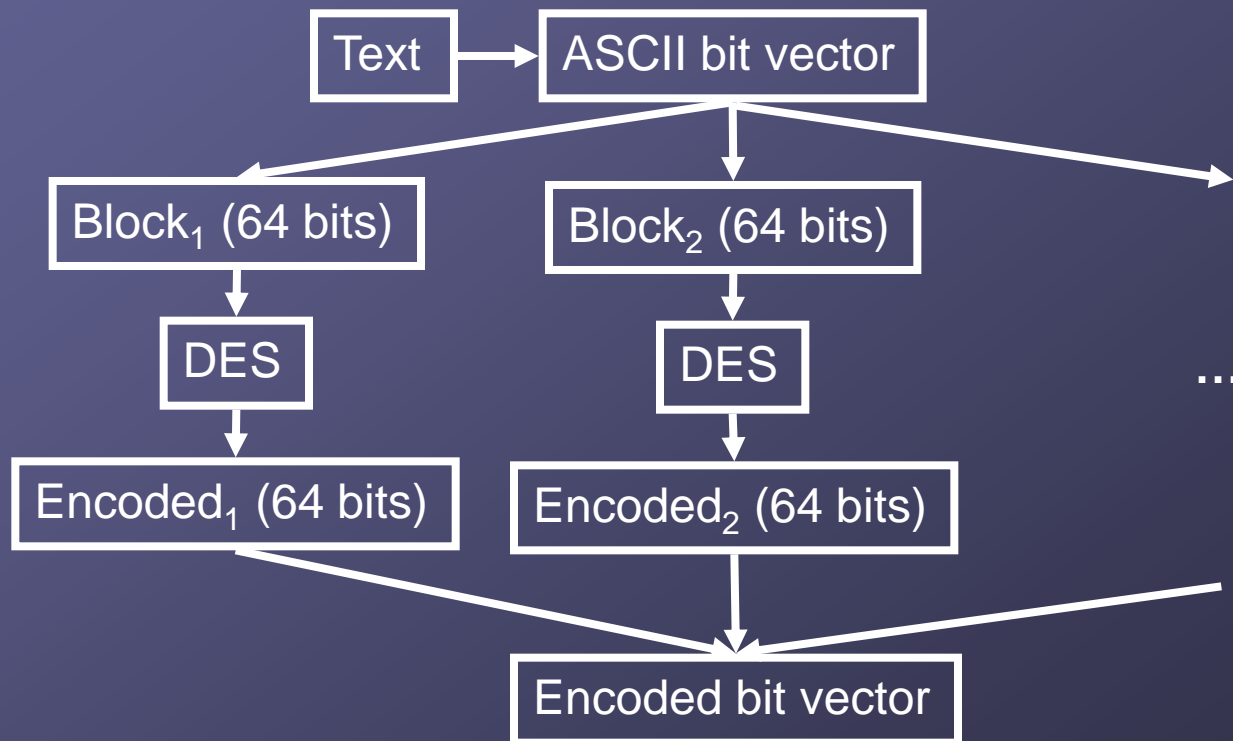 Text
ASCII bit vector
Block₁ (64 bits)
Block₂ (64 bits)
DES
DES
...
Encoded₁ (64 bits)
Encoded₂ (64 bits)
Encoded bit vector